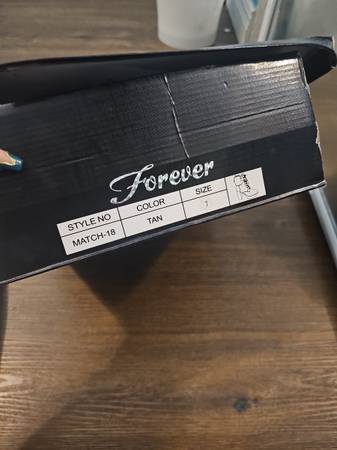 Forever
STYLE NO COLOR SIZE
MATCH-18 TAN 7